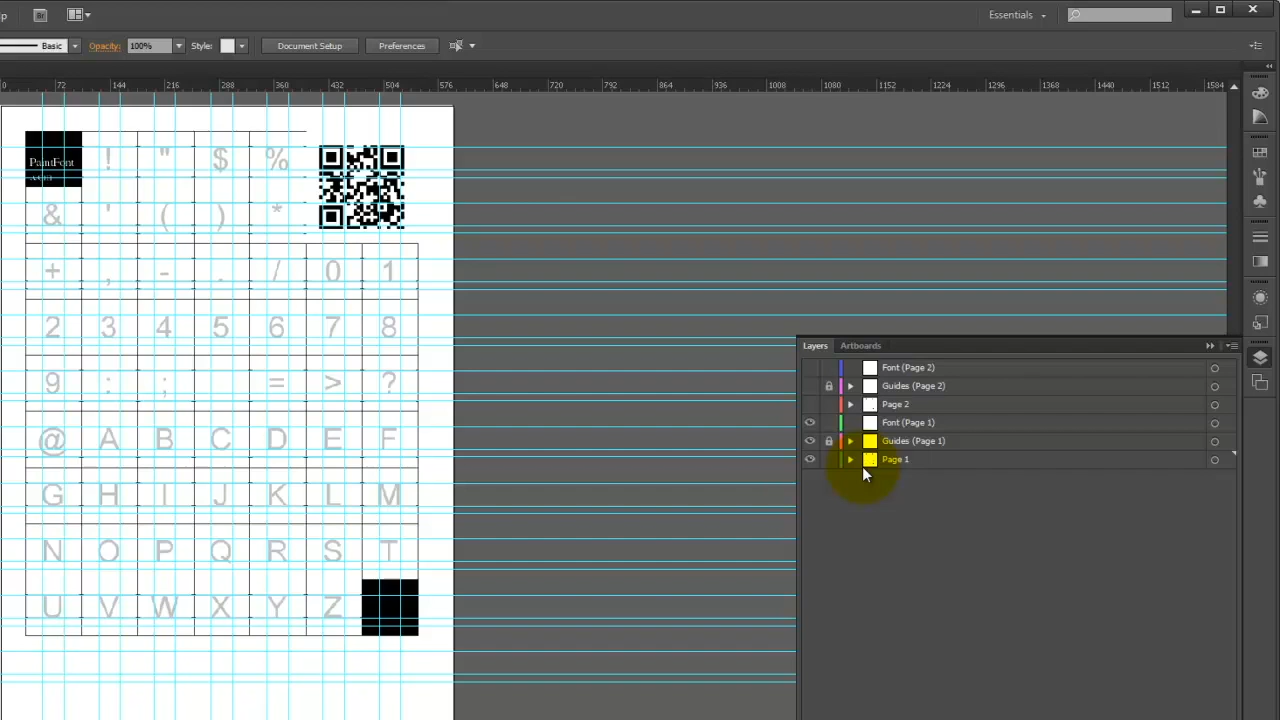 Br
Essentials
Basic
Opacity:
100%
Style:
Document Setup
Preferences
0 72 144 216 288 360 432 504 576 648 720 792 864 936 1008 1080 1152 1224 1296 1368 1440 1512 1584
PaintFont
.com
! " $ %
& ' ( ) *
+ , - . / 0 1
2 3 4 5 6 7 8
9 : ; = > ?
@ A B C D E F
G H I J K L M
N O P Q R S T
U V W X Y Z
Layers
Artboards
Font (Page 2)
Guides (Page 2)
Page 2
Font (Page 1)
Guides (Page 1)
Page 1